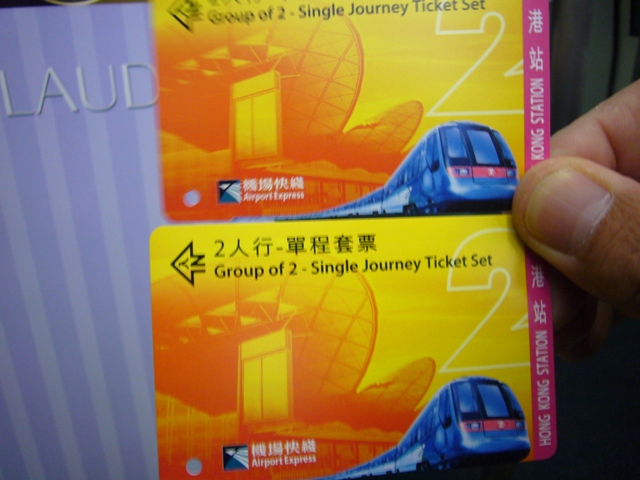 Group of 2 - Single Journey Ticket Set
2
港站 KONG STATION
LAUD
機場快綫
Airport Express
2人行-單程套票
IN
Group of 2 - Single Journey Ticket Set
2
港站 HONG KONG STATION
機場快綫
Airport Express